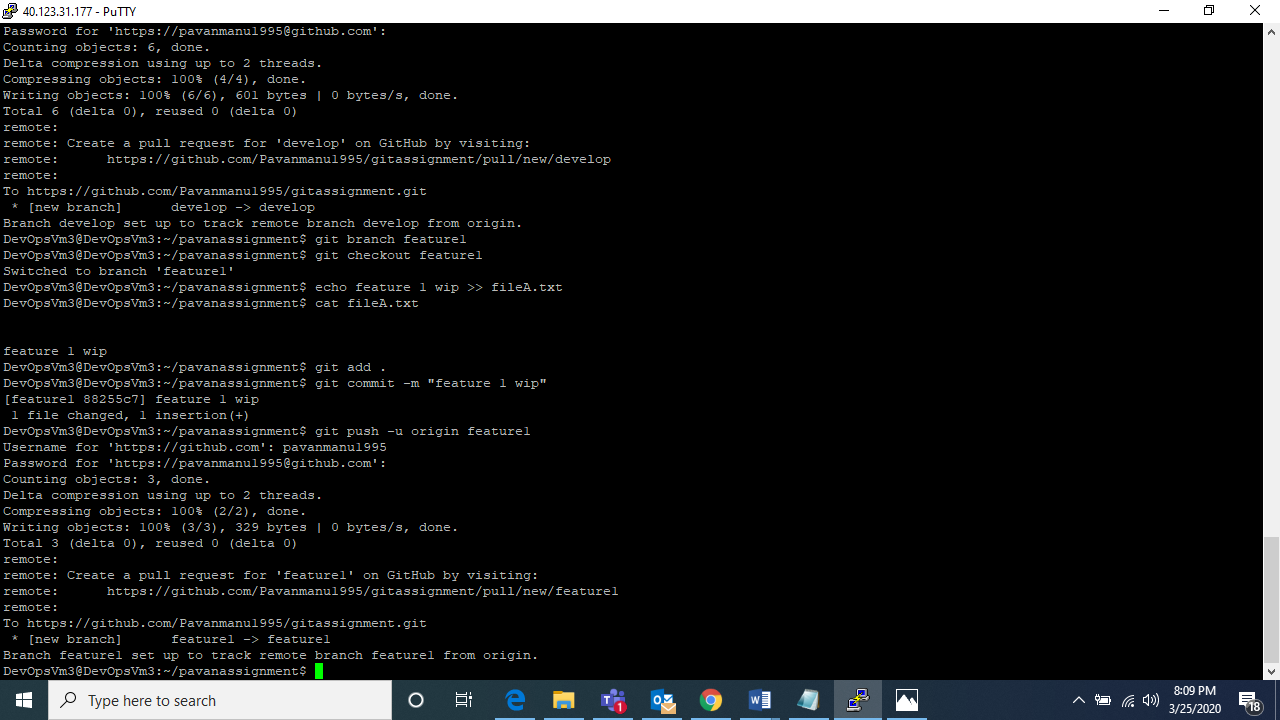 40.123.31.177 - PuTTY
Password for 'https://pavanmanu1995@github.com':
Counting objects: 6, done.
Delta compression using up to 2 threads.
Compressing objects: 100% (4/4), done.
Writing objects: 100% (6/6), 601 bytes | 0 bytes/s, done.
Total 6 (delta 0), reused 0 (delta 0)
remote:
remote: Create a pull request for 'develop' on GitHub by visiting:
remote:      https://github.com/Pavanmanu1995/gitassignment/pull/new/develop
remote:
To https://github.com/Pavanmanu1995/gitassignment.git
 * [new branch]      develop -> develop
Branch develop set up to track remote branch develop from origin.
DevOpsVm3@DevOpsVm3:~/pavanassignment$ git branch feature1
DevOpsVm3@DevOpsVm3:~/pavanassignment$ git checkout feature1
Switched to branch 'feature1'
DevOpsVm3@DevOpsVm3:~/pavanassignment$ echo feature 1 wip >> fileA.txt
DevOpsVm3@DevOpsVm3:~/pavanassignment$ cat fileA.txt
feature 1 wip
DevOpsVm3@DevOpsVm3:~/pavanassignment$ git add .
DevOpsVm3@DevOpsVm3:~/pavanassignment$ git commit -m "feature 1 wip"
[feature1 88255c7] feature 1 wip
 1 file changed, 1 insertion(+)
DevOpsVm3@DevOpsVm3:~/pavanassignment$ git push -u origin feature1
Username for 'https://github.com': pavanmanu1995
Password for 'https://pavanmanu1995@github.com':
Counting objects: 3, done.
Delta compression using up to 2 threads.
Compressing objects: 100% (2/2), done.
Writing objects: 100% (3/3), 329 bytes | 0 bytes/s, done.
Total 3 (delta 0), reused 0 (delta 0)
remote:
remote: Create a pull request for 'feature1' on GitHub by visiting:
remote:      https://github.com/Pavanmanu1995/gitassignment/pull/new/feature1
remote:
To https://github.com/Pavanmanu1995/gitassignment.git
 * [new branch]      feature1 -> feature1
Branch feature1 set up to track remote branch feature1 from origin.
DevOpsVm3@DevOpsVm3:~/pavanassignment$
Type here to search
1
8:09 PM
3/25/2020
18